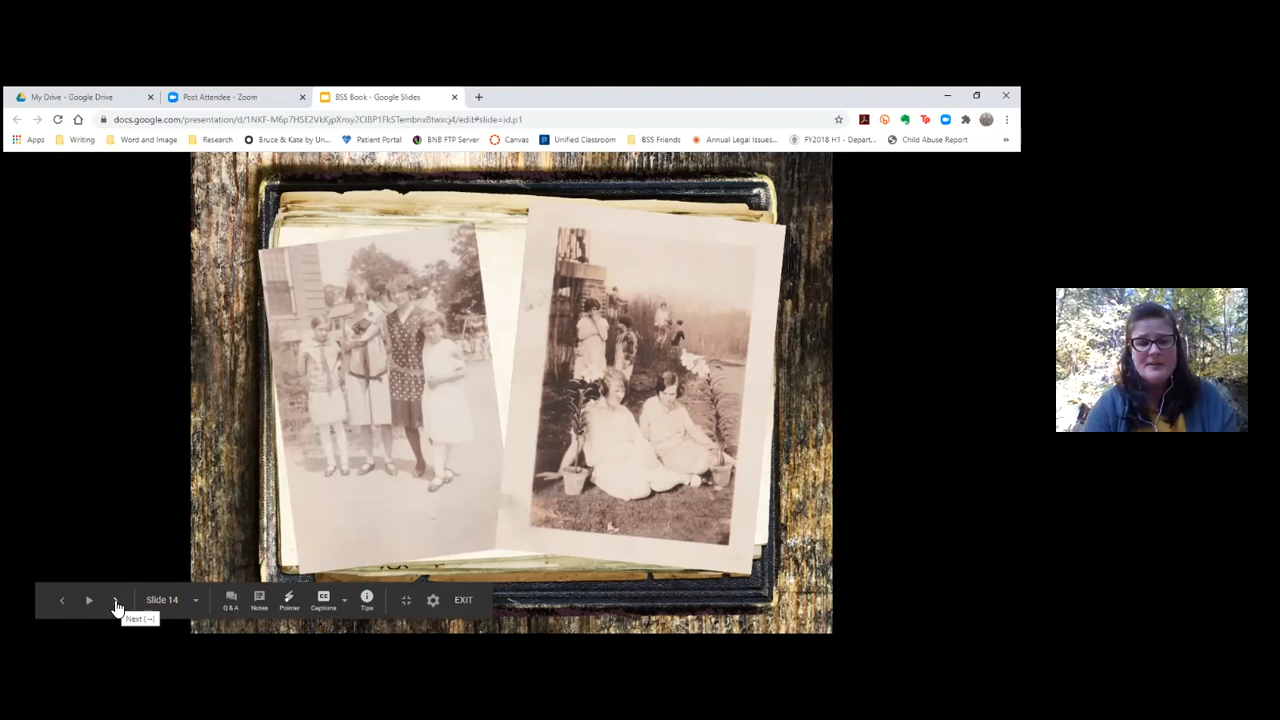 My Drive - Google Drive
Post Attendee - Zoom
BSS Book - Google Slides
docs.google.com/presentation/d/1NKF-M6p7HSE2VkKjpXnsy2ClBP1FkSTembnx8twxcj4/edit#slide=id.p1
Apps Writing Word and Image Research Bruce & Kate by Un... Patient Portal BNB FTP Server Canvas Unified Classroom BSS Friends Annual Legal Issues... FY2018 H1 - Depart... Child Abuse Report »
Slide 14 Q & A Notes Pointer CC Captions Tips EXIT
Next (→)